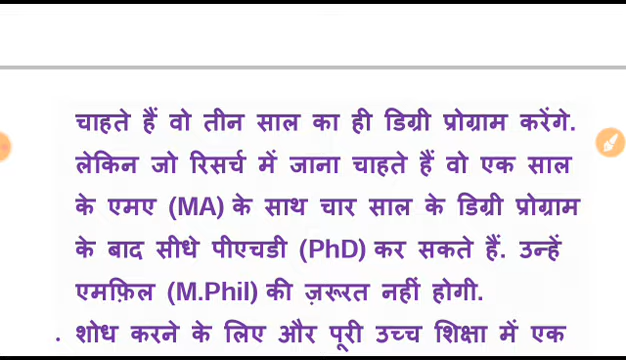 चाहते हैं वो तीन साल का ही डिग्री प्रोग्राम करेंगे.
लेकिन जो रिसर्च में जाना चाहते हैं वो एक साल
के एमए (MA) के साथ चार साल के डिग्री प्रोग्राम
के बाद सीधे पीएचडी (PhD) कर सकते हैं. उन्हें
एमफ़िल (M.Phil) की ज़रूरत नहीं होगी.
. शोध करने के लिए और पूरी उच्च शिक्षा में एक